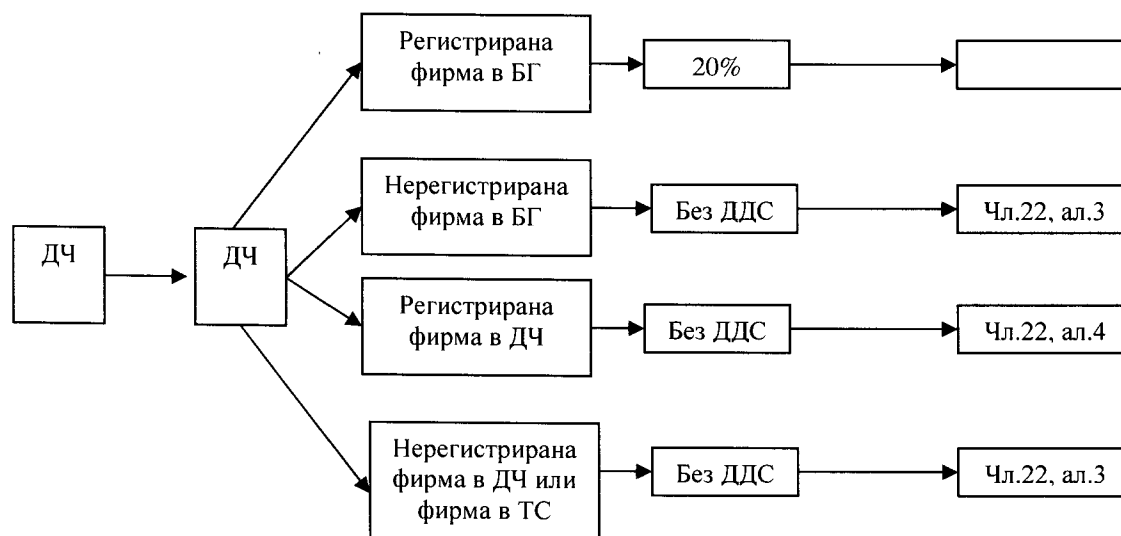 Регистрирана
фирма в БГ
20%
Нерегистрирана
фирма в БГ
Без ДДС
Чл.22, ал.3
ДЧ
ДЧ
Регистрирана
фирма в ДЧ
Без ДДС
Чл.22, ал.4
Нерегистрирана
фирма в ДЧ или
фирма в ТС
Без ДДС
Чл.22, ал.3